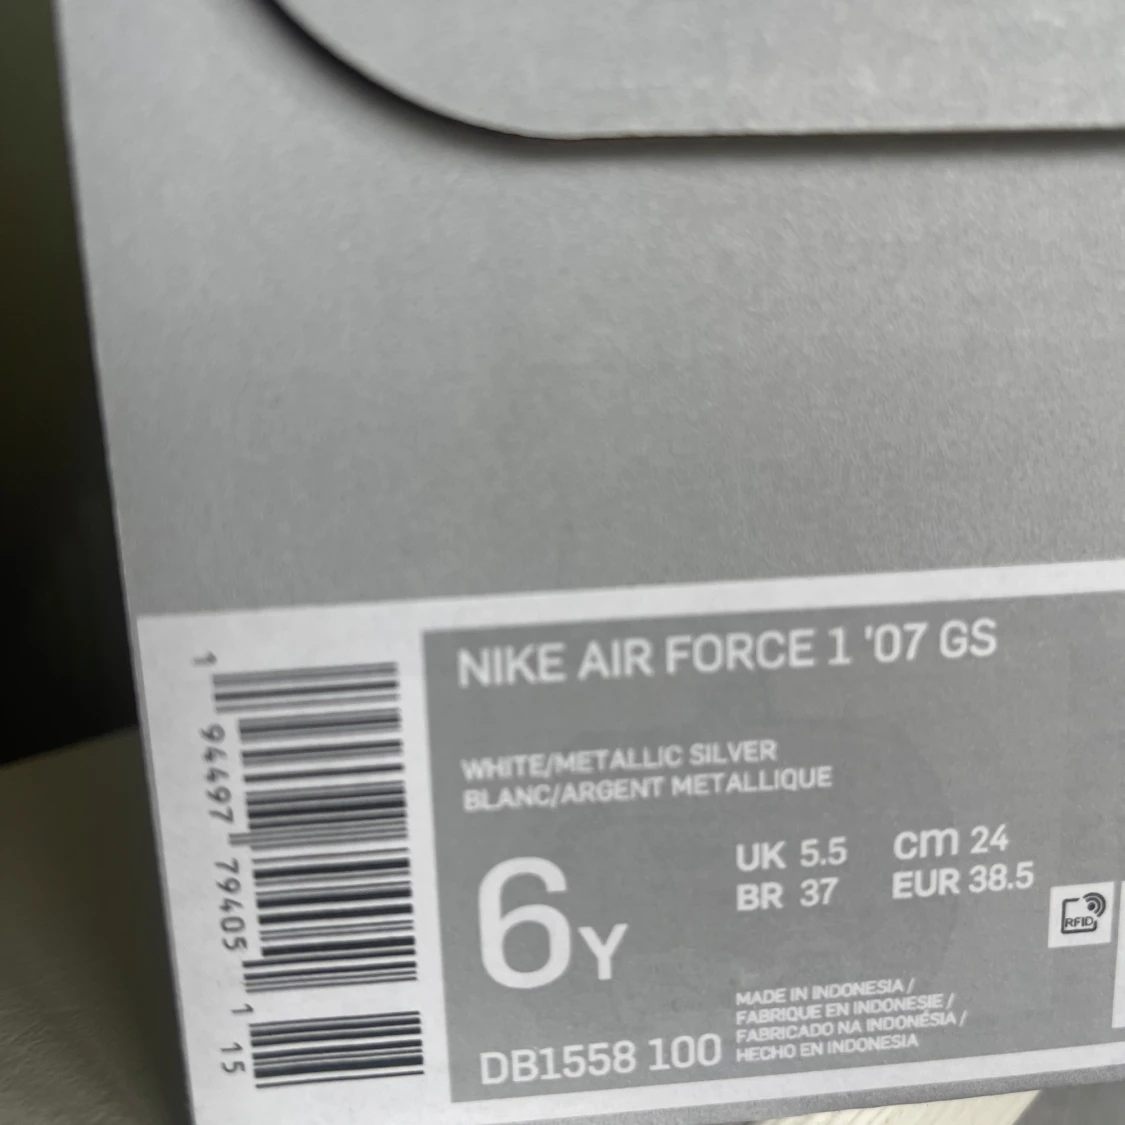 NIKE AIR FORCE 1 '07 GS
WHITE/METALLIC SILVER
BLANC/ARGENT METALLIQUE
6Y
UK 5.5 cm 24
BR 37 EUR 38.5
RFID
MADE IN INDONESIA /
FABRIQUE EN INDONESIE /
FABRICADO NA INDONÉSIA /
HECHO EN INDONESIA
DB1558 100
1 94497 79405 1 15